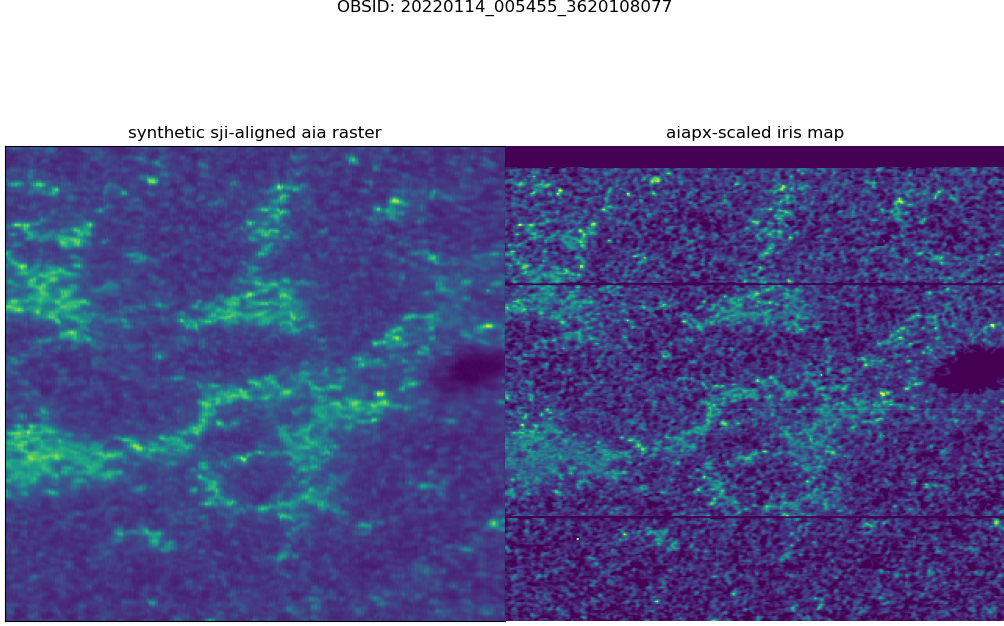 OBSID: 20220114_005455_3620108077
synthetic sji-aligned aia raster
aiapx-scaled iris map